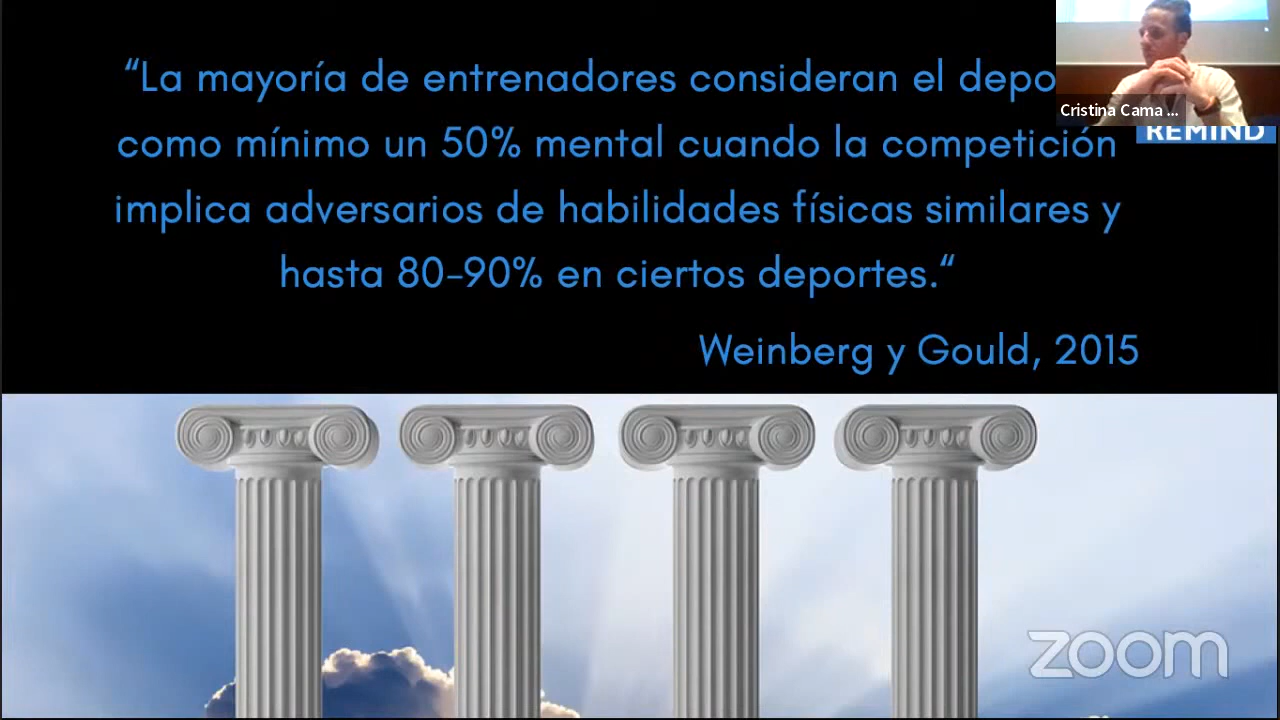 “La mayoría de entrenadores consideran el depo
como mínimo un 50% mental cuando la competición
implica adversarios de habilidades físicas similares y
hasta 80-90% en ciertos deportes.“
Weinberg y Gould, 2015
Cristina Cama ...
REMIND
zoom